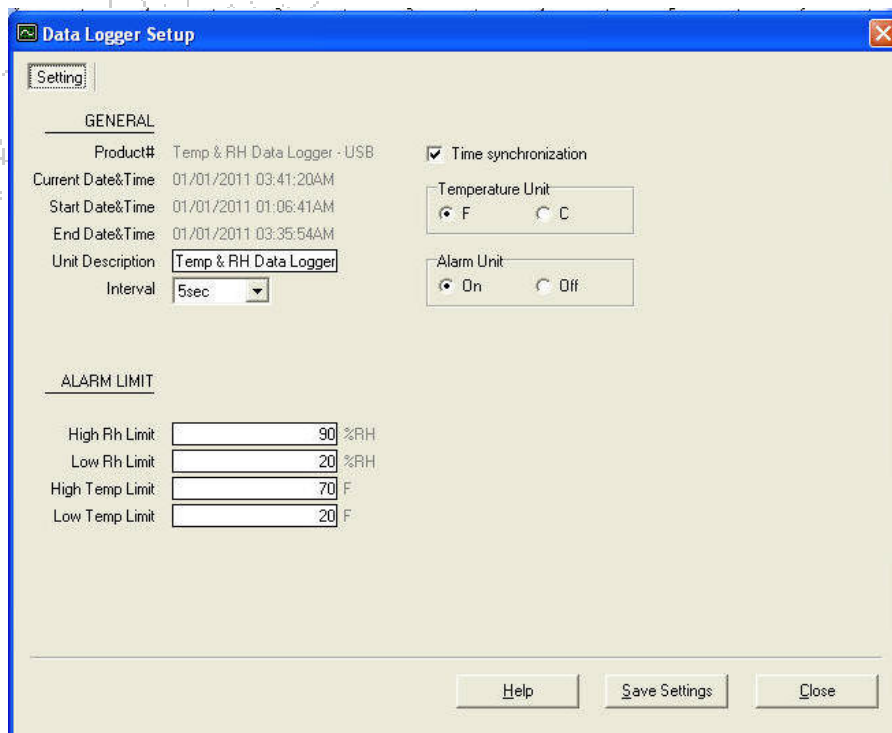 Data Logger Setup
Setting
GENERAL
Product# Temp & RH Data Logger - USB
Current Date&Time 01/01/2011 03:41:20AM
Start Date&Time 01/01/2011 01:06:41AM
End Date&Time 01/01/2011 03:35:54AM
Unit Description Temp & RH Data Logger
Interval 5sec
Time synchronization
Temperature Unit
F C
Alarm Unit
On Off
ALARM LIMIT
High Rh Limit 90 %RH
Low Rh Limit 20 %RH
High Temp Limit 70 F
Low Temp Limit 20 F
Help Save Settings Close